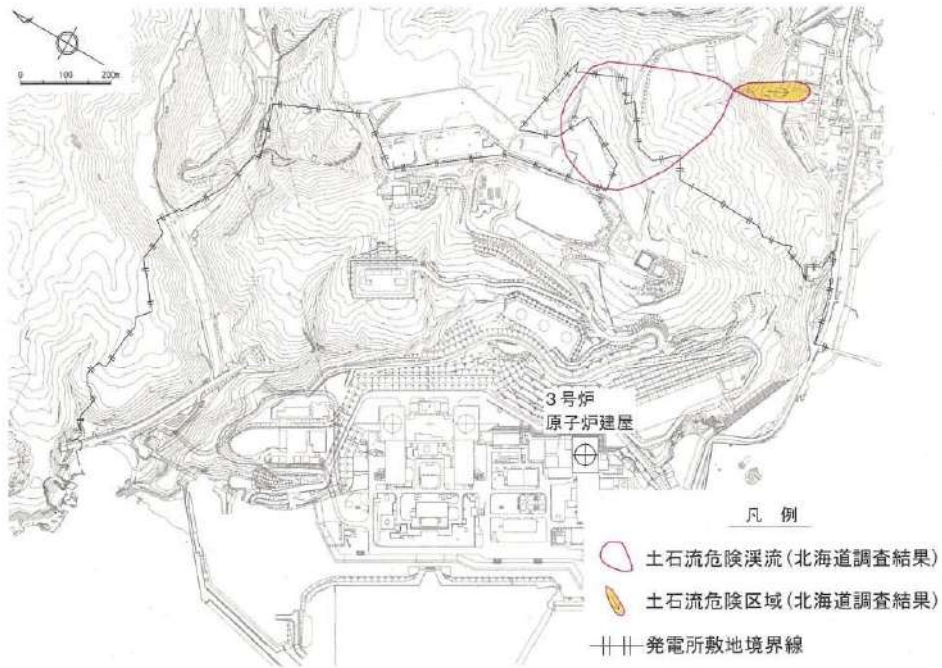 0 100 200m
3号炉
原子炉建屋
凡 例
土石流危険渓流(北海道調査結果)
土石流危険区域(北海道調査結果)
発電所敷地境界線